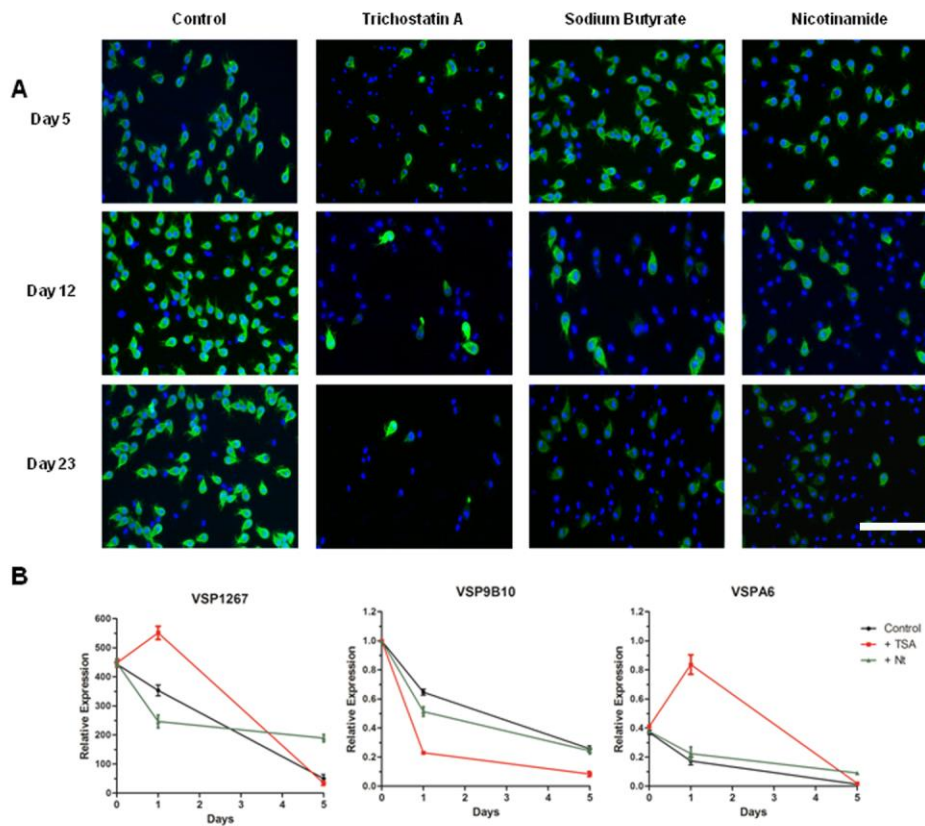 Control Trichostatin A Sodium Butyrate Nicotinamide
A
Day 5
Day 12
Day 23
B
VSP1267
Relative Expression
600
500
400
300
200
100
0
0 1 2 3 4 5
Days
VSP9B10
Relative Expression
1.2
1.0
0.8
0.6
0.4
0.2
0.0
0 1 2 3 4 5
Days
VSPA6
Relative Expression
1.2
1.0
0.8
0.6
0.4
0.2
0.0
0 1 2 3 4 5
Days
Control
+ TSA
+ Nt